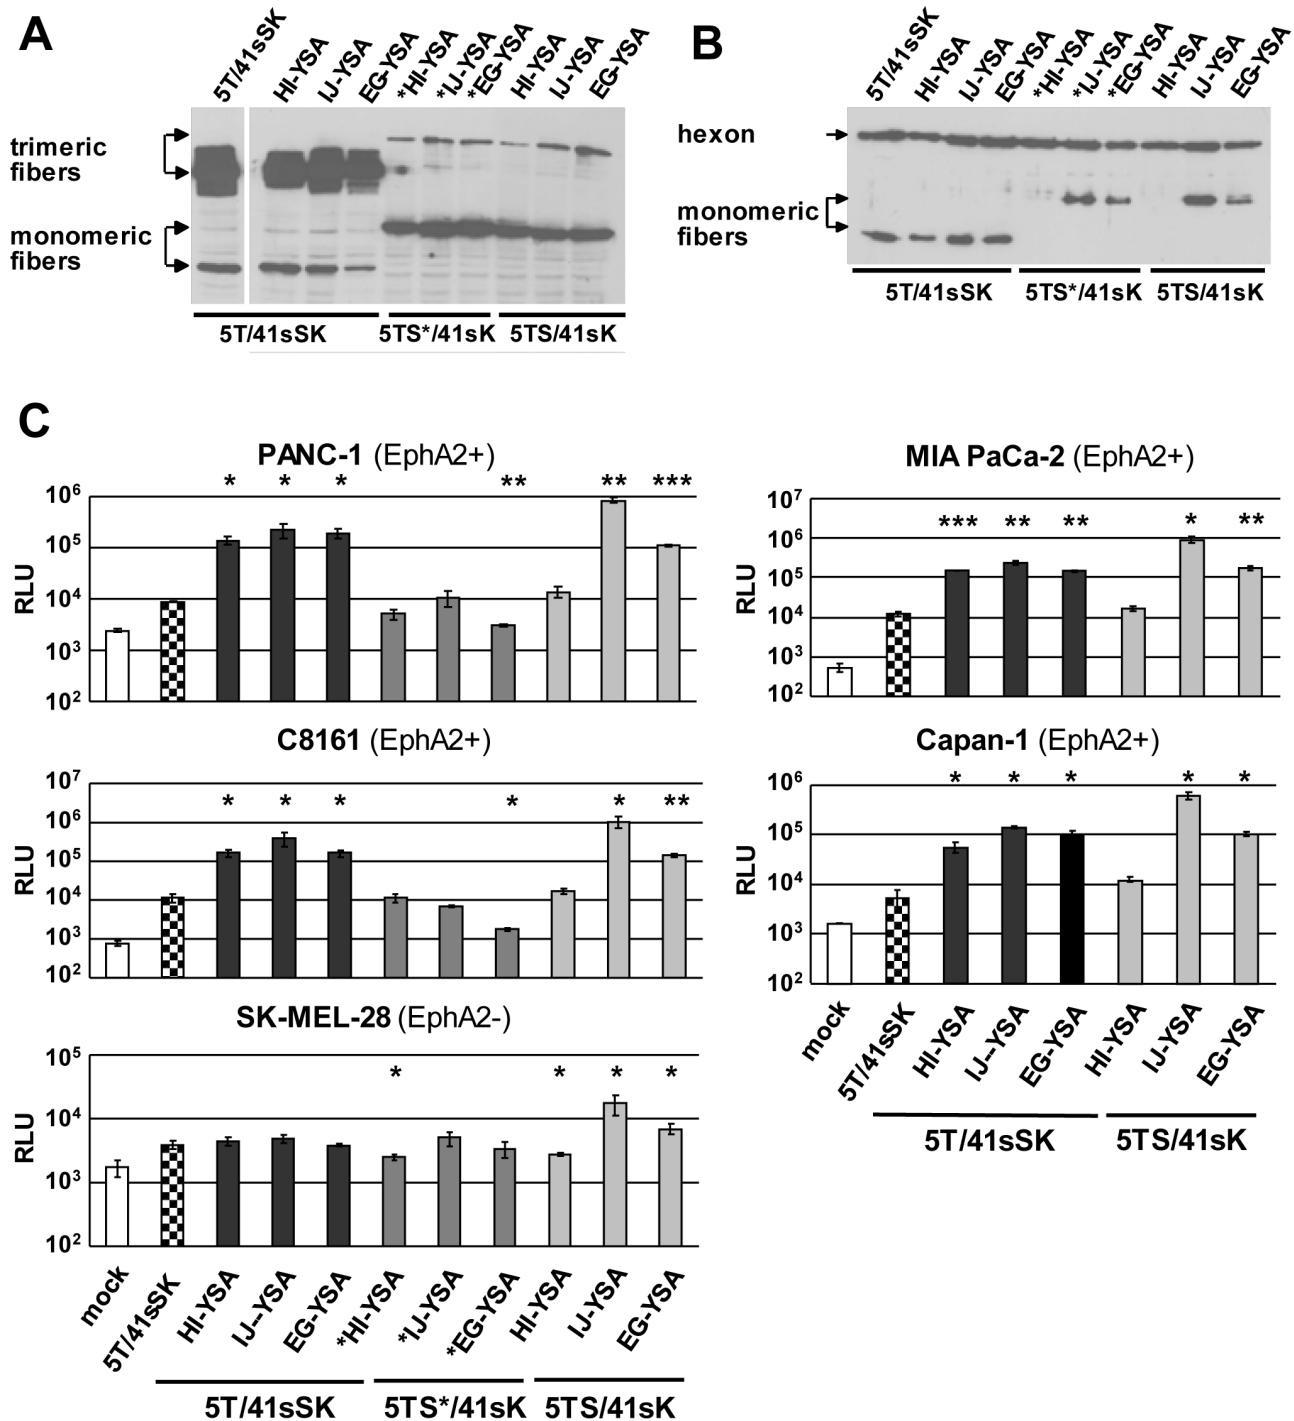 A
5T/41sSK HI-YSA IJ-YSA EG-YSA *HI-YSA *IJ-YSA *EG-YSA HI-YSA IJ-YSA EG-YSA
trimeric
fibers
monomeric
fibers
5T/41sSK 5TS*/41sK 5TS/41sK
B
5T/41sSK HI-YSA IJ-YSA EG-YSA *HI-YSA *IJ-YSA *EG-YSA HI-YSA IJ-YSA EG-YSA
hexon
monomeric
fibers
5T/41sSK 5TS*/41sK 5TS/41sK
C
PANC-1 (EphA2+)
* * * ** ** ***
RLU
10⁶
10⁵
10⁴
10³
10²
C8161 (EphA2+)
* * * * * **
RLU
10⁷
10⁶
10⁵
10⁴
10³
10²
SK-MEL-28 (EphA2-)
* * * *
RLU
10⁵
10⁴
10³
10²
mock 5T/41sSK HI-YSA IJ--YSA EG-YSA *HI-YSA *IJ-YSA *EG-YSA HI-YSA IJ-YSA EG-YSA
5T/41sSK 5TS*/41sK 5TS/41sK
MIA PaCa-2 (EphA2+)
*** ** ** * **
RLU
10⁷
10⁶
10⁵
10⁴
10³
10²
Capan-1 (EphA2+)
* * * * *
RLU
10⁶
10⁵
10⁴
10³
10²
mock 5T/41sSK HI-YSA IJ--YSA EG-YSA HI-YSA IJ-YSA EG-YSA
5T/41sSK 5TS/41sK